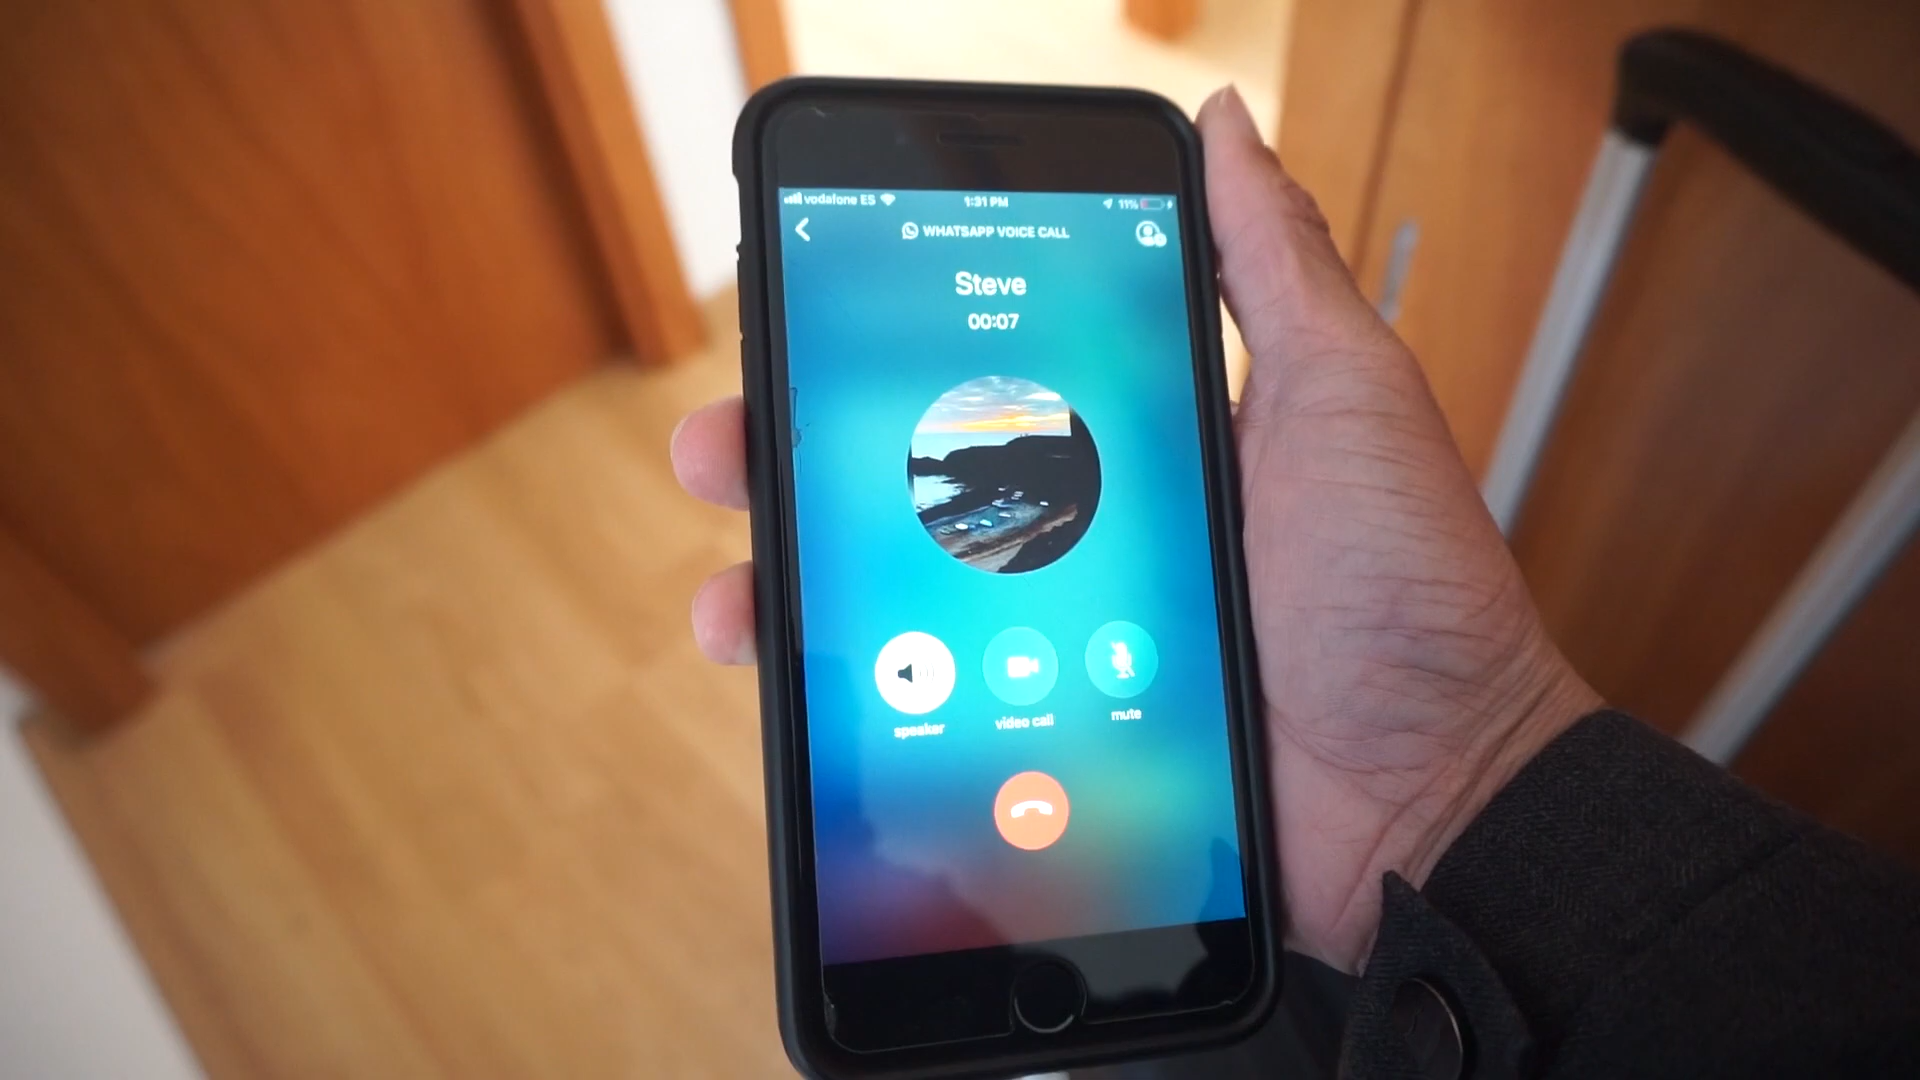 vodafone ES 1:31 PM 11%
WHATSAPP VOICE CALL
Steve
00:07
speaker video call mute